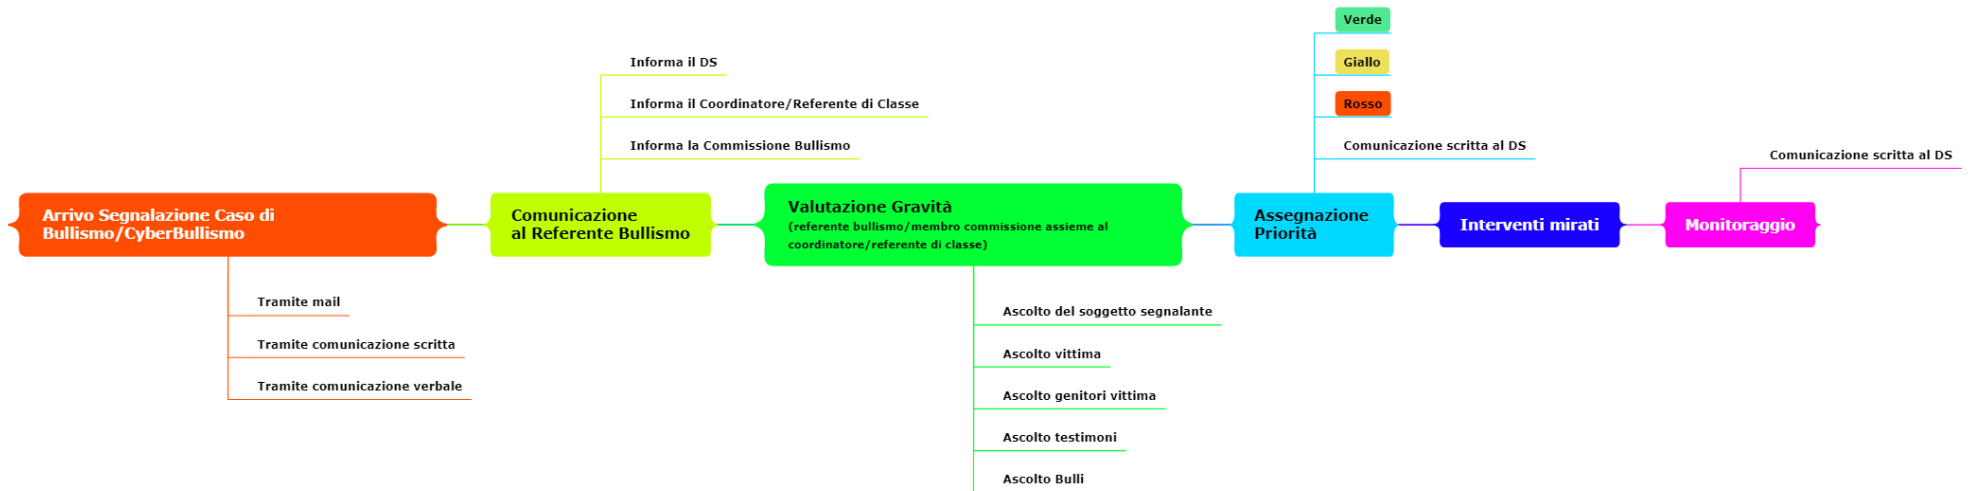 Verde
Giallo
Rosso
Comunicazione scritta al DS
Informa il DS
Informa il Coordinatore/Referente di Classe
Informa la Commissione Bullismo
Comunicazione scritta al DS
Arrivo Segnalazione Caso di
Bullismo/CyberBullismo
Comunicazione
al Referente Bullismo
Valutazione Gravità
(referente bullismo/membro commissione assieme al
coordinatore/referente di classe)
Assegnazione
Priorità
Interventi mirati
Monitoraggio
Tramite mail
Tramite comunicazione scritta
Tramite comunicazione verbale
Ascolto del soggetto segnalante
Ascolto vittima
Ascolto genitori vittima
Ascolto testimoni
Ascolto Bulli